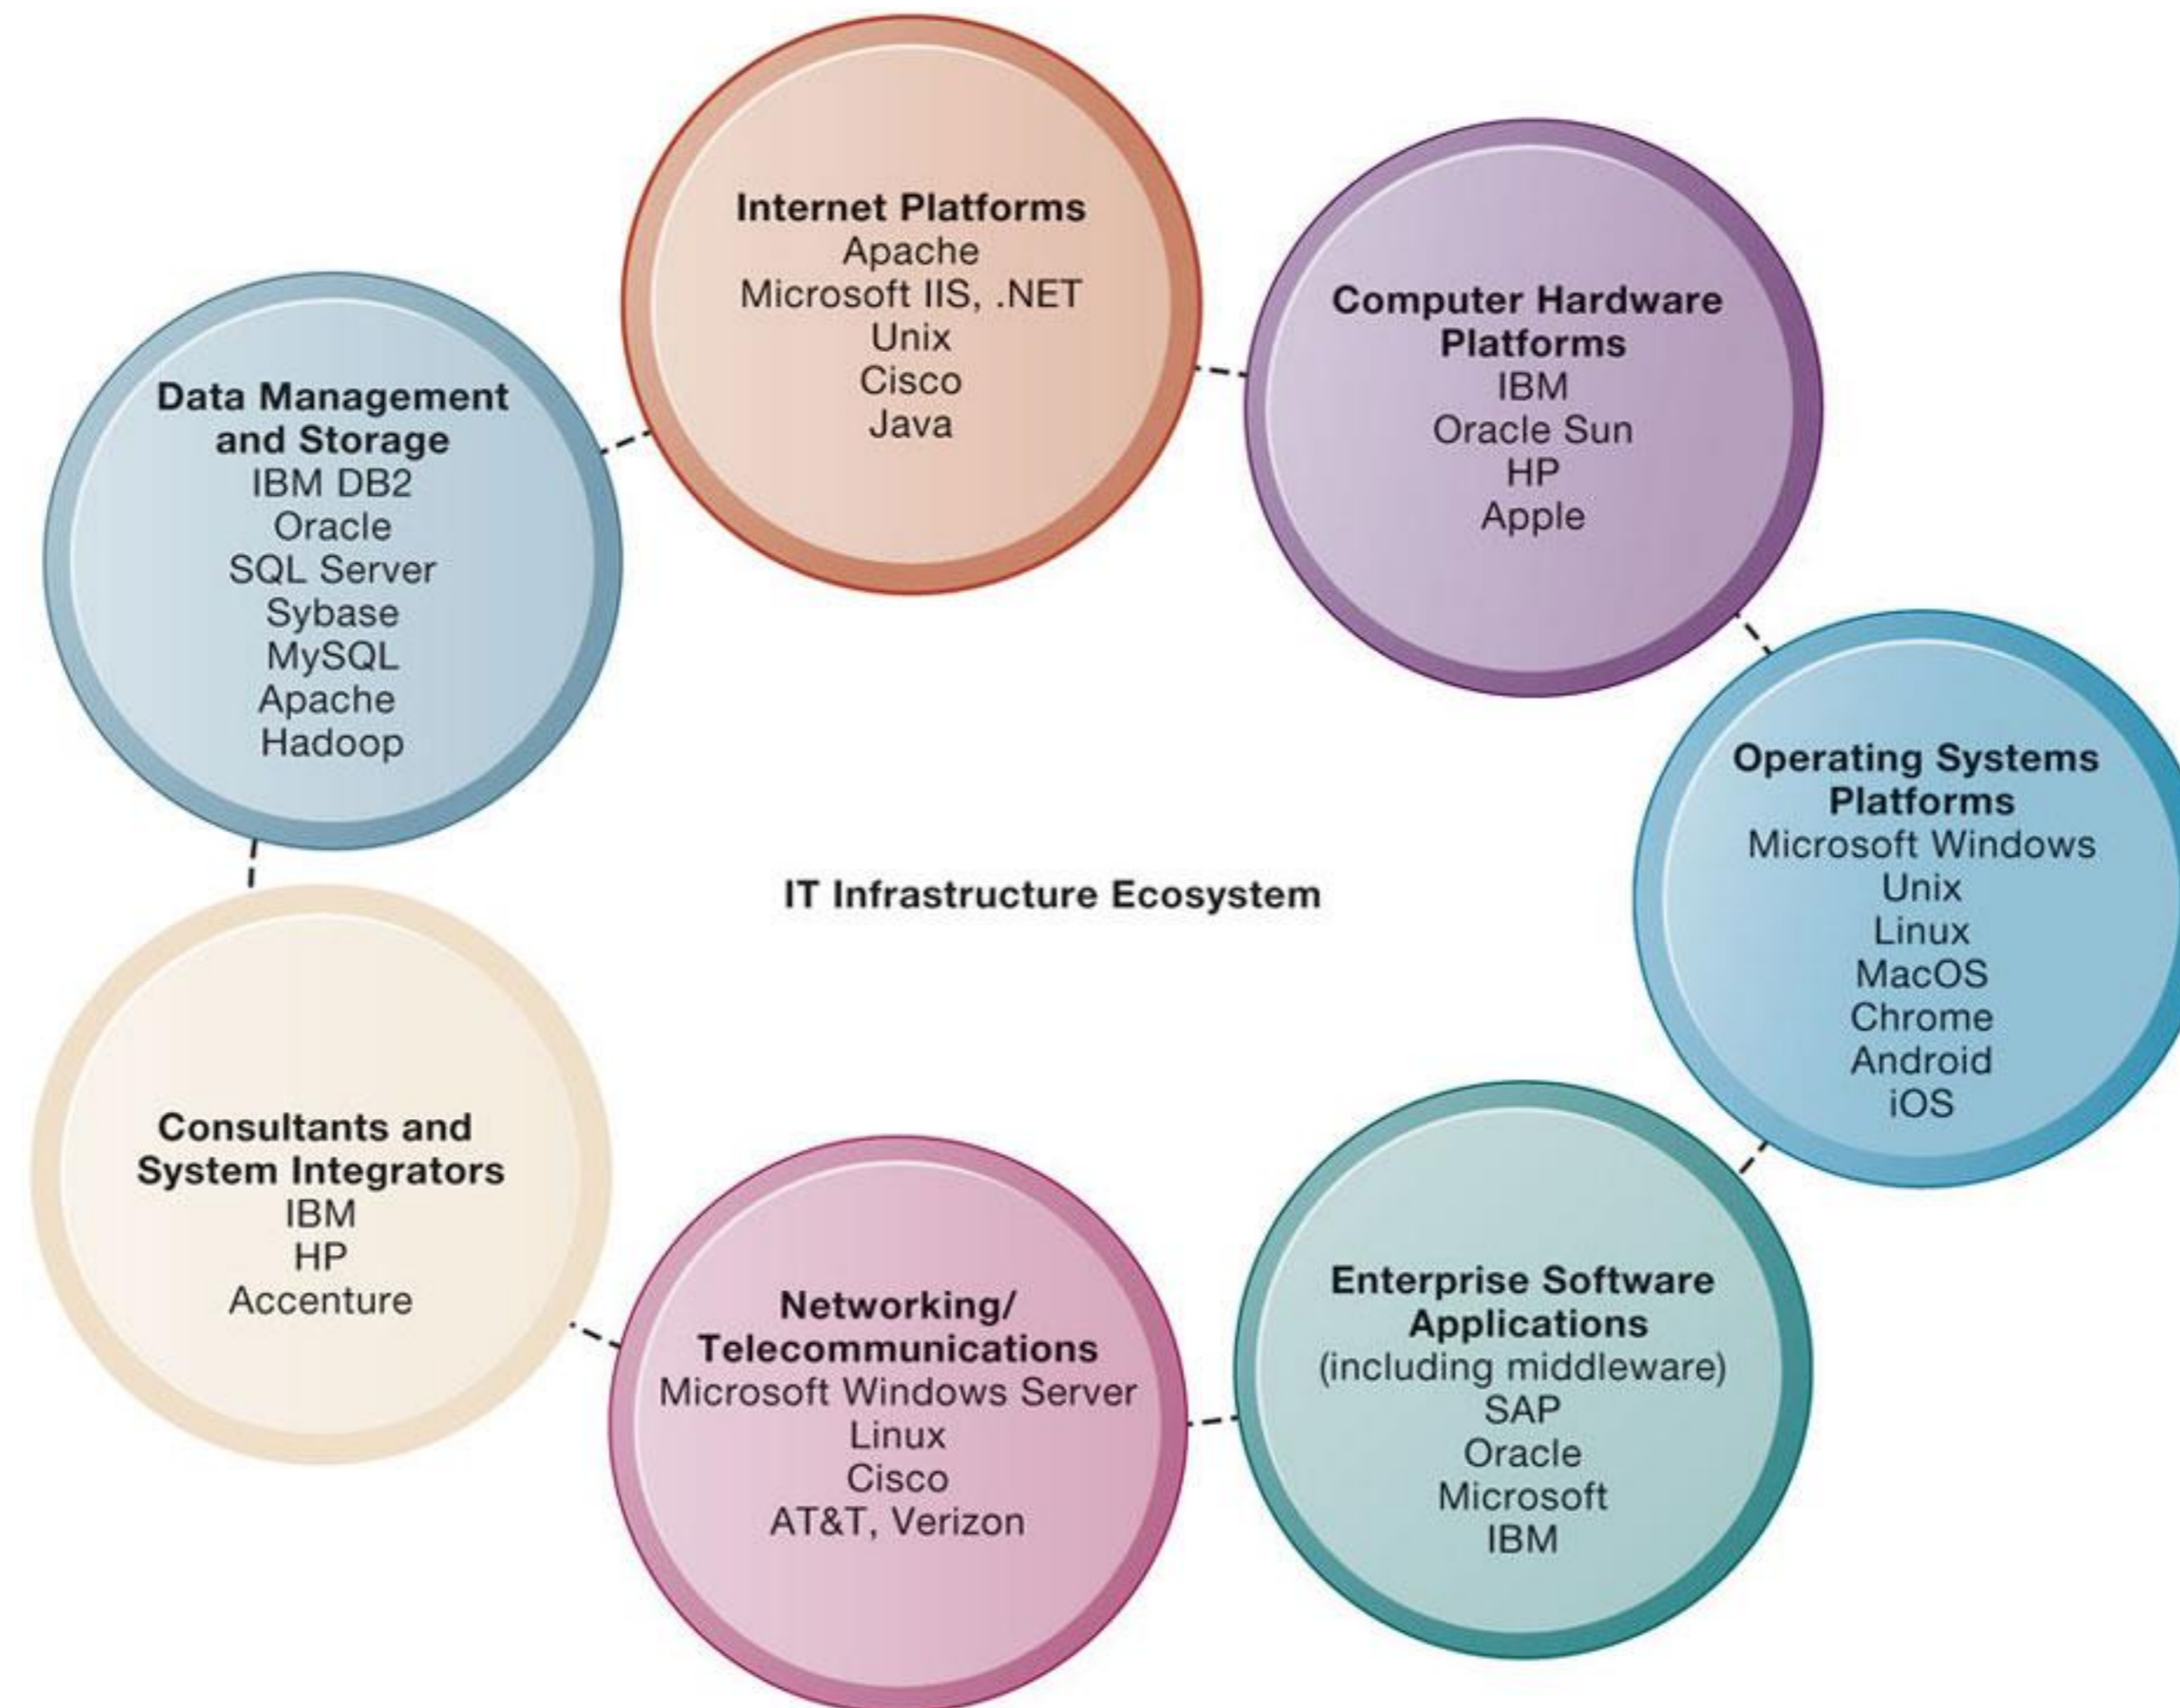 Internet Platforms
Apache
Microsoft IIS, .NET
Unix
Cisco
Java
Computer Hardware
Platforms
IBM
Oracle Sun
HP
Apple
Operating Systems
Platforms
Microsoft Windows
Unix
Linux
MacOS
Chrome
Android
iOS
Enterprise Software
Applications
(including middleware)
SAP
Oracle
Microsoft
IBM
Networking/
Telecommunications
Microsoft Windows Server
Linux
Cisco
AT&T, Verizon
Consultants and
System Integrators
IBM
HP
Accenture
Data Management
and Storage
IBM DB2
Oracle
SQL Server
Sybase
MySQL
Apache
Hadoop
IT Infrastructure Ecosystem